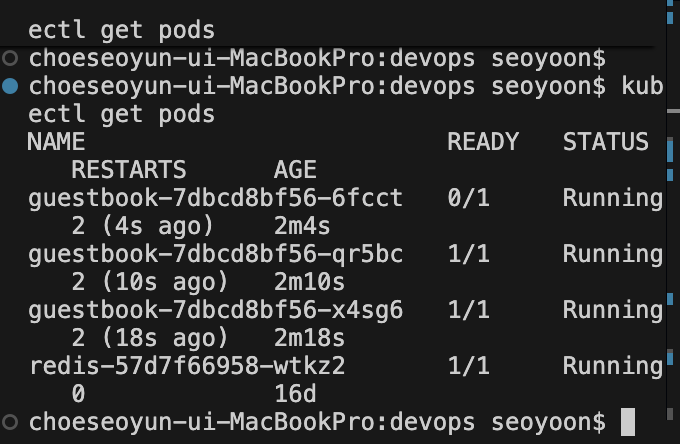 ectl get pods
choeseoyun-ui-MacBookPro:devops seoyoon$
choeseoyun-ui-MacBookPro:devops seoyoon$ kub
ectl get pods
NAME READY STATUS
RESTARTS AGE
guestbook-7dbcd8bf56-6fcct 0/1 Running
2 (4s ago) 2m4s
guestbook-7dbcd8bf56-qr5bc 1/1 Running
2 (10s ago) 2m10s
guestbook-7dbcd8bf56-x4sg6 1/1 Running
2 (18s ago) 2m18s
redis-57d7f66958-wtkz2 1/1 Running
0 16d
choeseoyun-ui-MacBookPro:devops seoyoon$